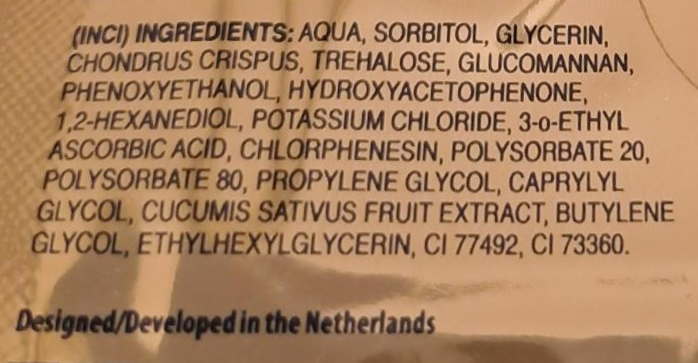 (INCI) INGREDIENTS: AQUA, SORBITOL, GLYCERIN,
CHONDRUS CRISPUS, TREHALOSE, GLUCOMANNAN,
PHENOXYETHANOL, HYDROXYACETOPHENONE,
1,2-HEXANEDIOL, POTASSIUM CHLORIDE, 3-o-ETHYL
ASCORBIC ACID, CHLORPHENESIN, POLYSORBATE 20,
POLYSORBATE 80, PROPYLENE GLYCOL, CAPRYLYL
GLYCOL, CUCUMIS SATIVUS FRUIT EXTRACT, BUTYLENE
GLYCOL, ETHYLHEXYLGLYCERIN, CI 77492, CI 73360.
Designed/Developed in the Netherlands